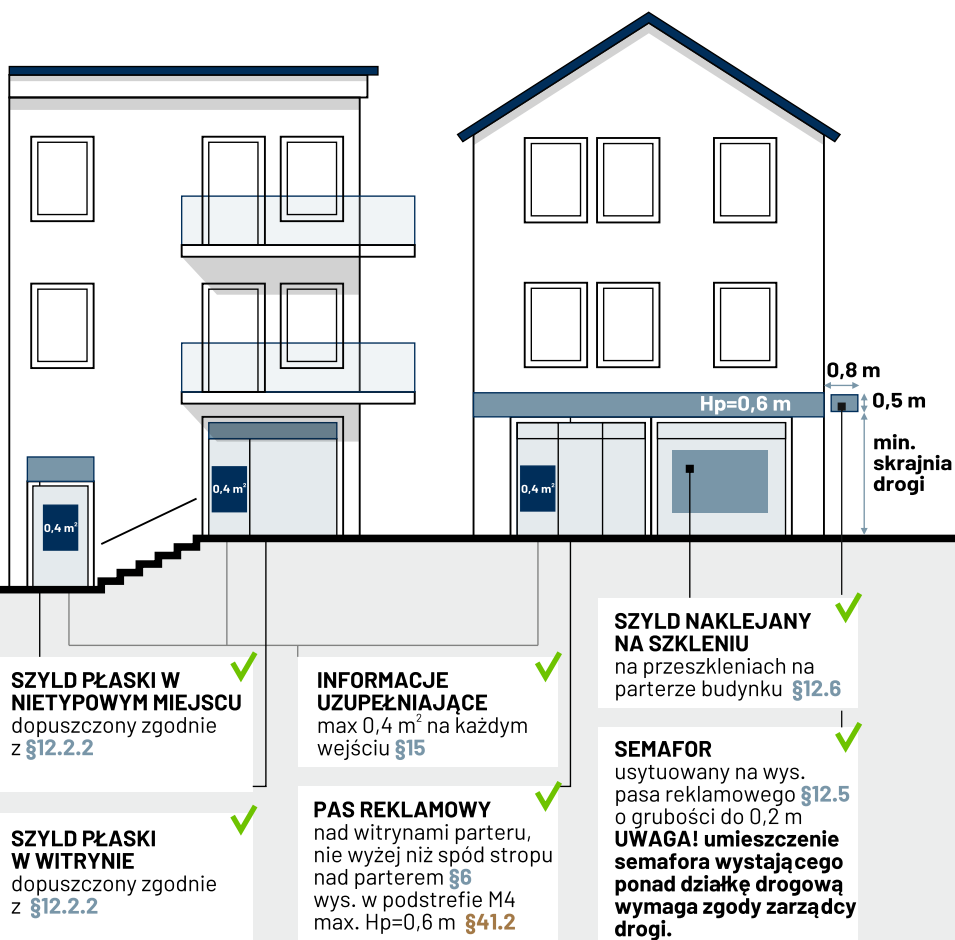 0,8 m
Hp=0,6 m
0,5 m
min.
skrajnia
drogi
0,4 m²
0,4 m²
0,4 m²
SZYLD PŁASKI W
NIETYPOWYM MIEJSCU
dopuszczony zgodnie
z §12.2.2
SZYLD PŁASKI
W WITRYNIE
dopuszczony zgodnie
z §12.2.2
INFORMACJE
UZUPEŁNIAJĄCE
max 0,4 m² na każdym
wejściu §15
PAS REKLAMOWY
nad witrynami parteru,
nie wyżej niż spód stropu
nad parterem §6
wys. w podstrefie M4
max. Hp=0,6 m §41.2
SZYLD NAKLEJANY
NA SZKLENIU
na przeszkleniach na
parterze budynku §12.6
SEMAFOR
usytuowany na wys.
pasa reklamowego §12.5
o grubości do 0,2 m
UWAGA! umieszczenie
semafora wystającego
ponad działkę drogową
wymaga zgody zarządcy
drogi.